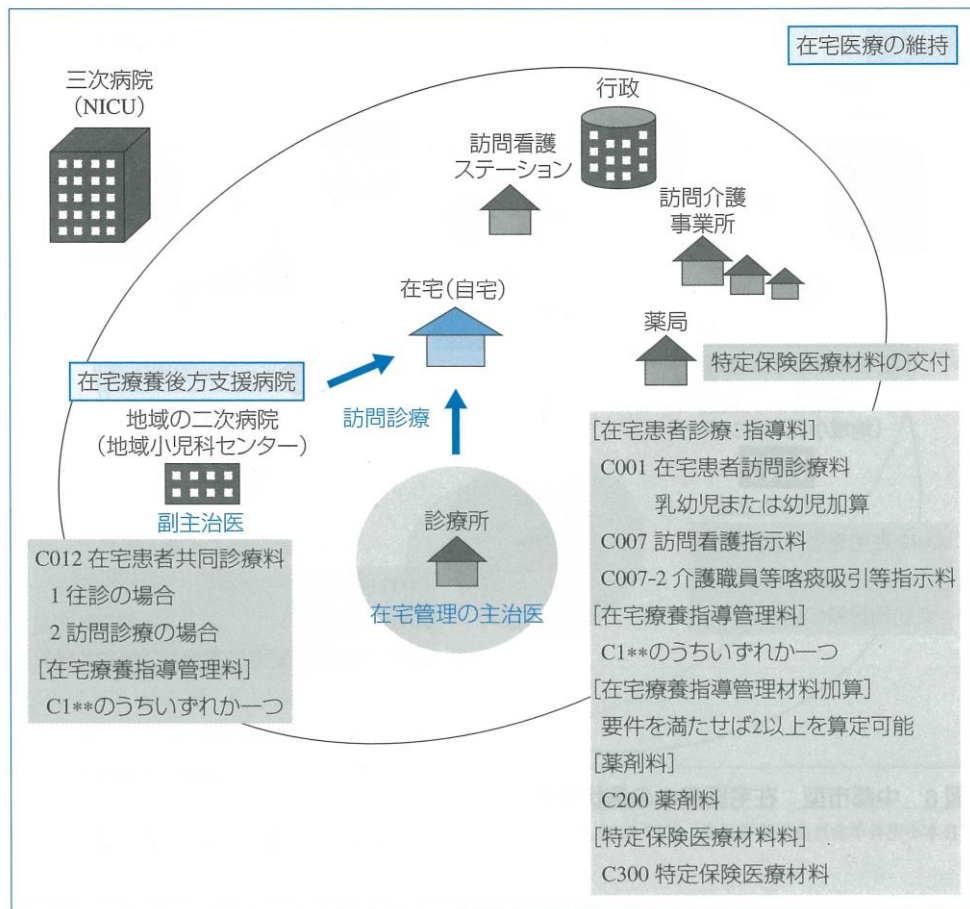 在宅医療の維持
三次病院
(NICU)
行政
訪問看護
ステーション
訪問介護
事業所
在宅(自宅)
薬局
特定保険医療材料の交付
在宅療養後方支援病院
地域の二次病院
(地域小児科センター)
副主治医
訪問診療
診療所
在宅管理の主治医
C012 在宅患者共同診療料
1 往診の場合
2 訪問診療の場合
[在宅療養指導管理料]
C1**のうちいずれか一つ
[在宅患者診療・指導料]
C001 在宅患者訪問診療料
乳幼児または幼児加算
C007 訪問看護指示料
C007-2 介護職員等喀痰吸引等指示料
[在宅療養指導管理料]
C1**のうちいずれか一つ
[在宅療養指導管理材料加算]
要件を満たせば2以上を算定可能
[薬剤料]
C200 薬剤料
[特定保険医療材料料]
C300 特定保険医療材料